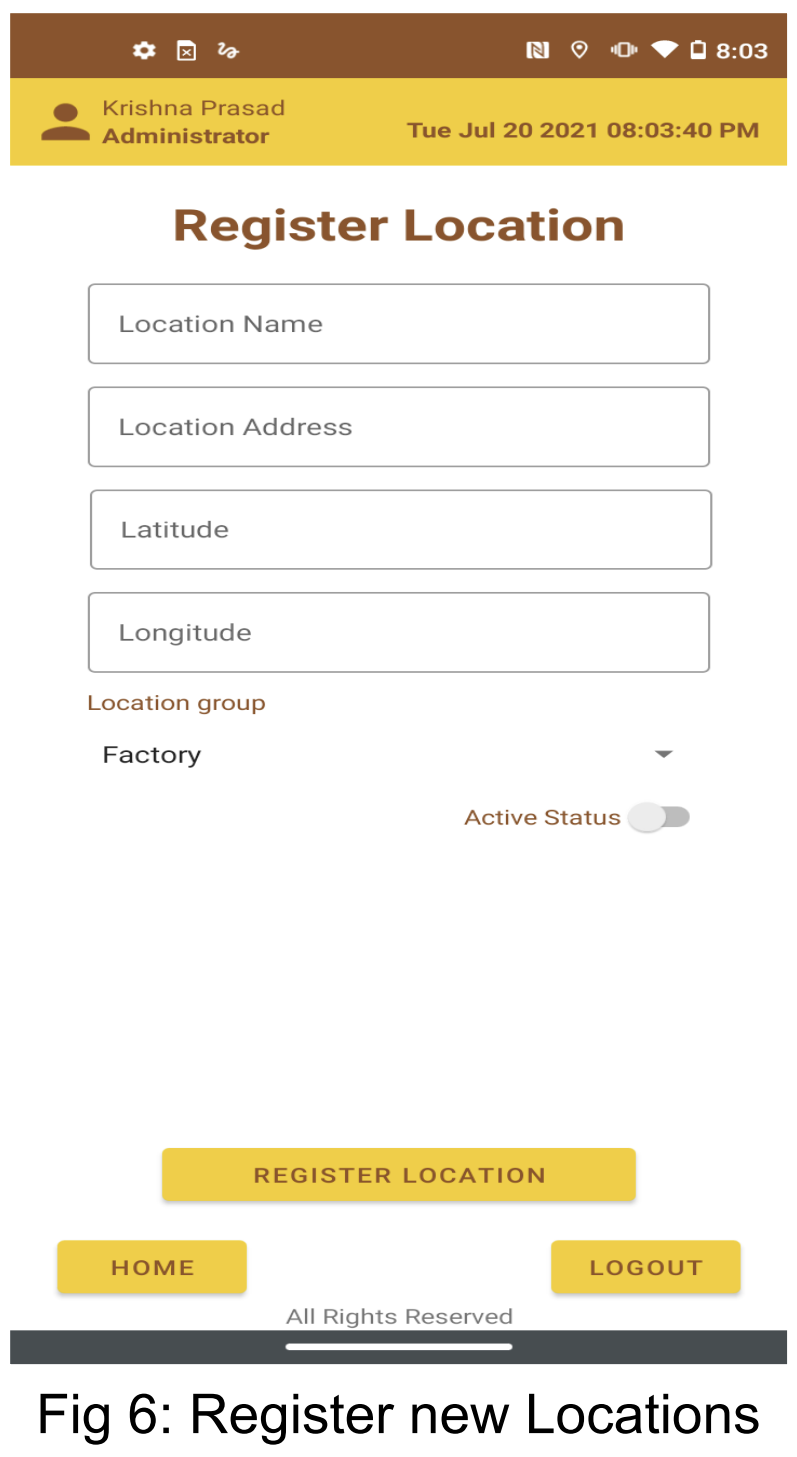 8:03
Krishna Prasad
Administrator
Tue Jul 20 2021 08:03:40 PM
Register Location
Location Name
Location Address
Latitude
Longitude
Location group
Factory
Active Status
REGISTER LOCATION
HOME
LOGOUT
All Rights Reserved
Fig 6: Register new Locations